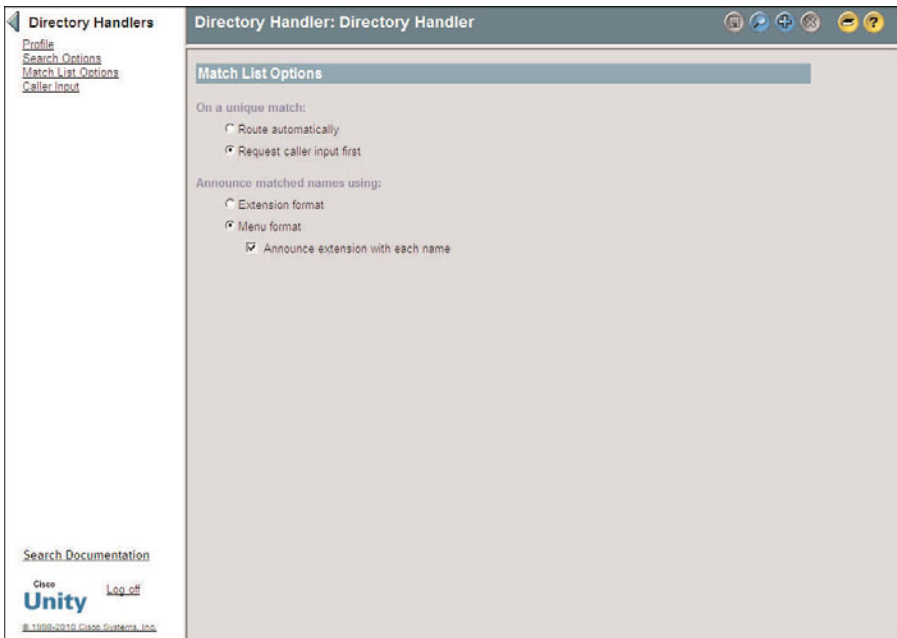 Directory Handlers
Profile
Search Options
Match List Options
Caller Input
Search Documentation
Cisco
Unity
Log off
© 1998-2010 Cisco Systems, Inc.
Directory Handler: Directory Handler
?
Match List Options
On a unique match:
Route automatically
Request caller input first
Announce matched names using:
Extension format
Menu format
Announce extension with each name